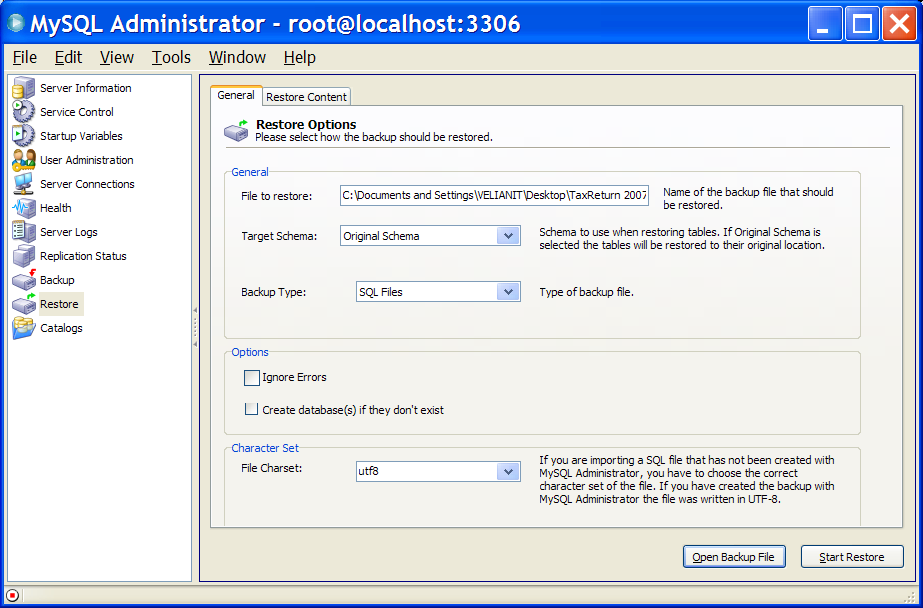 MySQL Administrator - root@localhost:3306
File Edit View Tools Window Help
Server Information
Service Control
Startup Variables
User Administration
Server Connections
Health
Server Logs
Replication Status
Backup
Restore
Catalogs
General Restore Content
Restore Options
Please select how the backup should be restored.
General
File to restore: C:\Documents and Settings\VELIANIT\Desktop\TaxReturn 2007 Name of the backup file that should
be restored.
Target Schema: Original Schema Schema to use when restoring tables. If Original Schema is
selected the tables will be restored to their original location.
Backup Type: SQL Files Type of backup file.
Options
Ignore Errors
Create database(s) if they don't exist
Character Set
File Charset: utf8 If you are importing a SQL file that has not been created with
MySQL Administrator, you have to choose the correct
character set of the file. If you have created the backup with
MySQL Administrator the file was written in UTF-8.
Open Backup File Start Restore